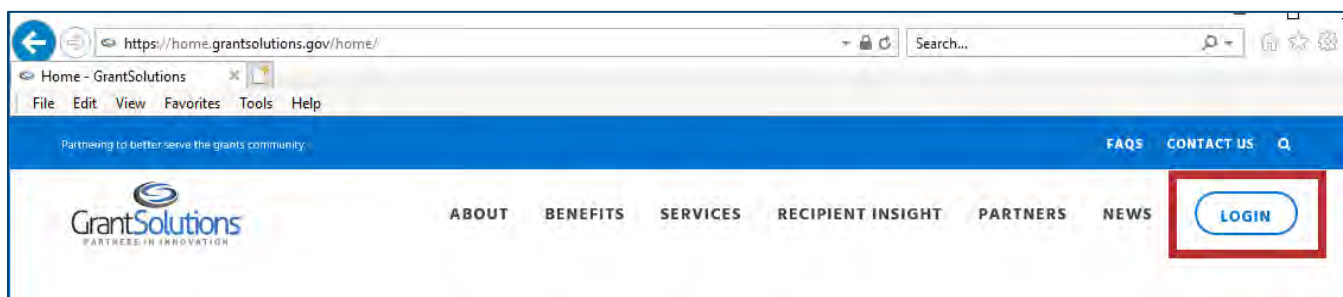 https://home.grantsolutions.gov/home/ Search...
Home - GrantSolutions
File Edit View Favorites Tools Help
Partnering to better serve the grants community. FAQS CONTACT US
GrantSolutions
PARTNERS IN INNOVATION
ABOUT BENEFITS SERVICES RECIPIENT INSIGHT PARTNERS NEWS LOGIN